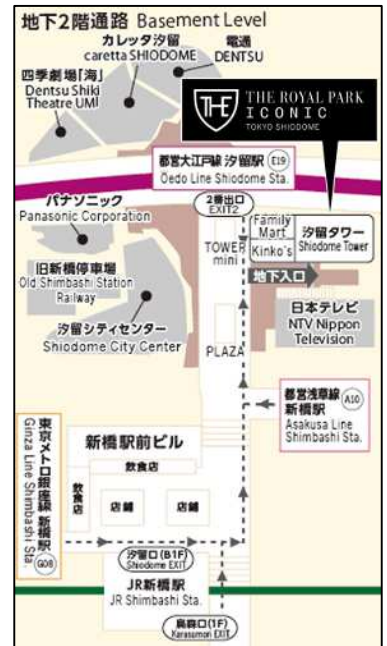 地下2階通路 Basement Level
カレッタ汐留
caretta SHIODOME
電通
DENTSU
四季劇場「海」
Dentsu Shiki
Theatre UMI
THE
THE ROYAL PARK
ICONIC
TOKYO SHIODOME
都営大江戸線 汐留駅 E19
Oedo Line Shiodome Sta.
2番出口
EXIT2
パナソニック
Panasonic Corporation
TOWER
mini
Family
Mart
Kinko's
汐留タワー
Shiodome Tower
地下入口
旧新橋停車場
Old Shimbashi Station
Railway
日本テレビ
NTV Nippon
Television
汐留シティセンター
Shiodome City Center
PLAZA
都営浅草線
新橋駅 A10
Asakusa Line
Shimbashi Sta.
東京メトロ銀座線 新橋駅
Ginza Line Shimbashi Sta.
G08
新橋駅前ビル
飲食店
飲食店
店舗
店舗
汐留口(B1F)
Shiodome EXIT
JR新橋駅
JR Shimbashi Sta.
烏森口(1F)
Karasumori EXIT